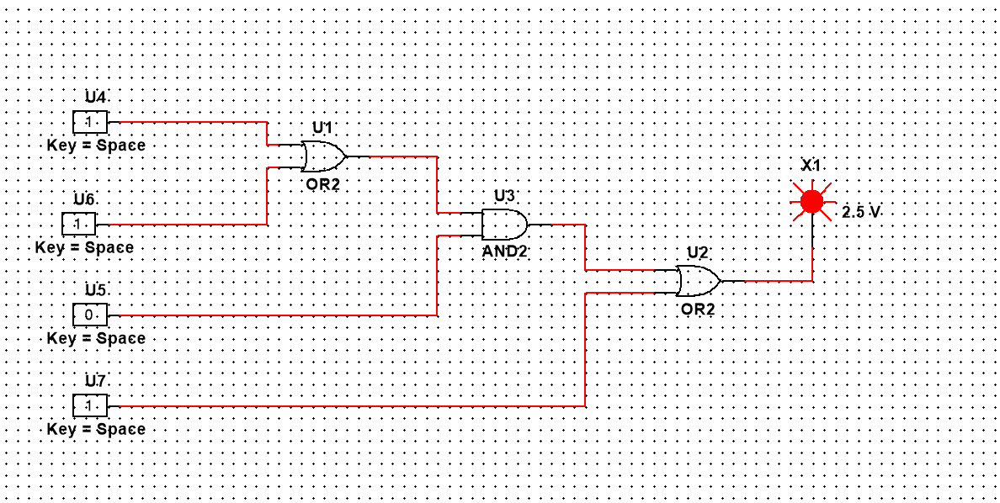 U4
1
Key = Space
U1
OR2
U6
1
Key = Space
U3
AND2
X1
2.5 V
U2
OR2
U5
0
Key = Space
U7
1
Key = Space